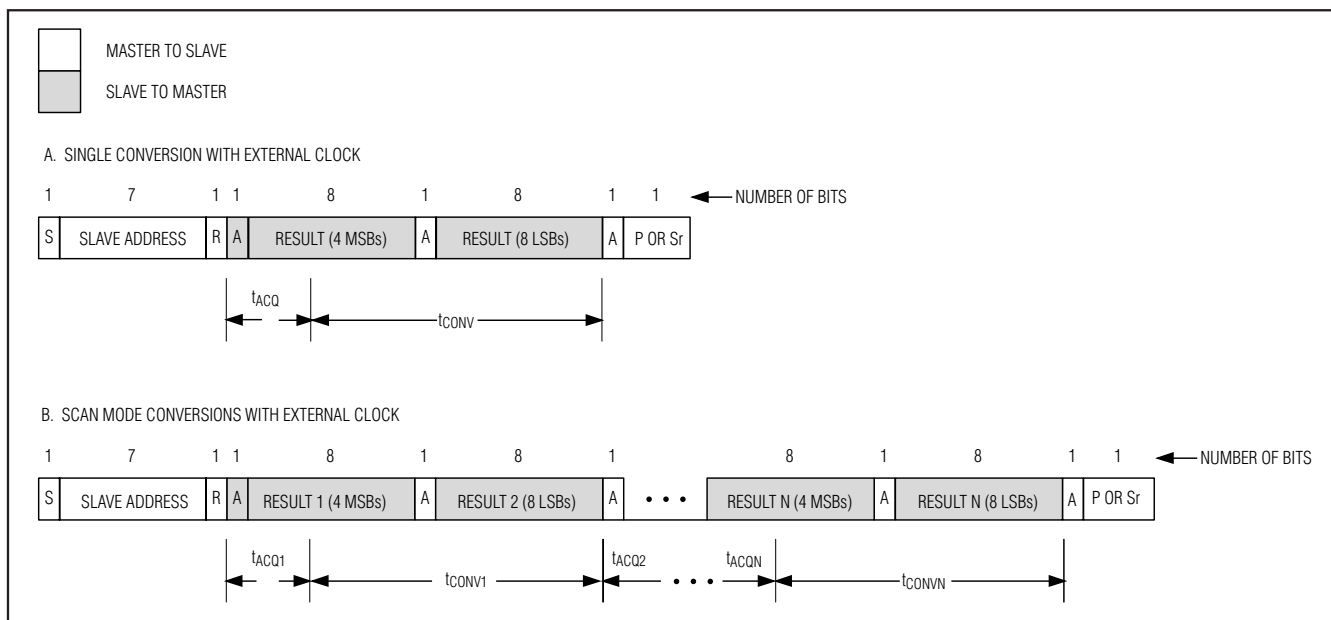 MASTER TO SLAVE
SLAVE TO MASTER
A. SINGLE CONVERSION WITH EXTERNAL CLOCK
1 7 1 1 8 1 8 1 1 NUMBER OF BITS
S SLAVE ADDRESS R A RESULT (4 MSBs) A RESULT (8 LSBs) A P OR Sr
tACQ
tCONV
B. SCAN MODE CONVERSIONS WITH EXTERNAL CLOCK
1 7 1 1 8 1 8 1 8 1 8 1 1 NUMBER OF BITS
S SLAVE ADDRESS R A RESULT 1 (4 MSBs) A RESULT 2 (8 LSBs) A • • • RESULT N (4 MSBs) A RESULT N (8 LSBs) A P OR Sr
tACQ1 tACQ2 tACQN
tCONV1 • • • tCONVN